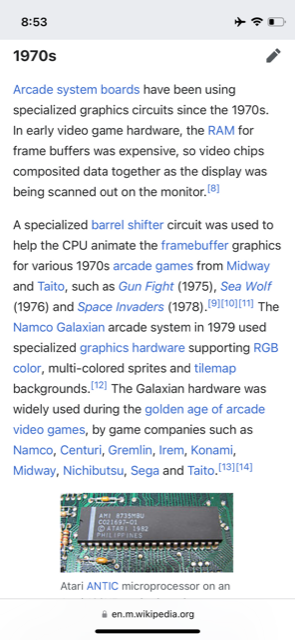 8:53
1970s
Arcade system boards have been using
specialized graphics circuits since the 1970s.
In early video game hardware, the RAM for
frame buffers was expensive, so video chips
composited data together as the display was
being scanned out on the monitor.[8]
A specialized barrel shifter circuit was used to
help the CPU animate the framebuffer graphics
for various 1970s arcade games from Midway
and Taito, such as Gun Fight (1975), Sea Wolf
(1976) and Space Invaders (1978).[9][10][11] The
Namco Galaxian arcade system in 1979 used
specialized graphics hardware supporting RGB
color, multi-colored sprites and tilemap
backgrounds.[12] The Galaxian hardware was
widely used during the golden age of arcade
video games, by game companies such as
Namco, Centuri, Gremlin, Irem, Konami,
Midway, Nichibutsu, Sega and Taito.[13][14]
AMI 8735MBU
CO21697-01
© ATARI 1982
PHILIPPINES
Atari ANTIC microprocessor on an
en.m.wikipedia.org